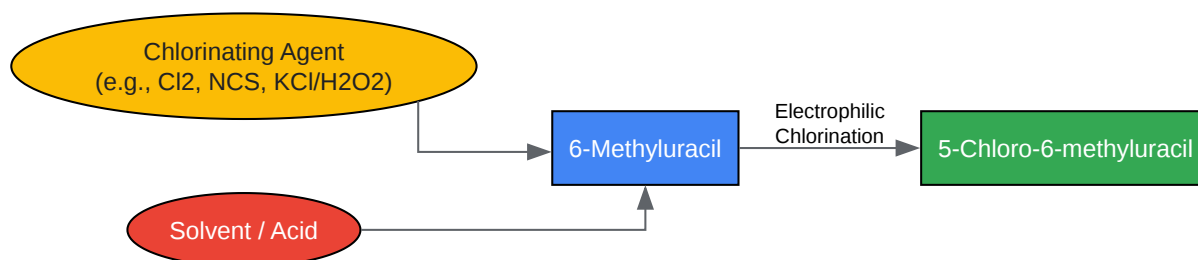 Chlorinating Agent
(e.g., Cl2, NCS, KCl/H2O2)
Electrophilic
Chlorination
6-Methyluracil
5-Chloro-6-methyluracil
Solvent / Acid